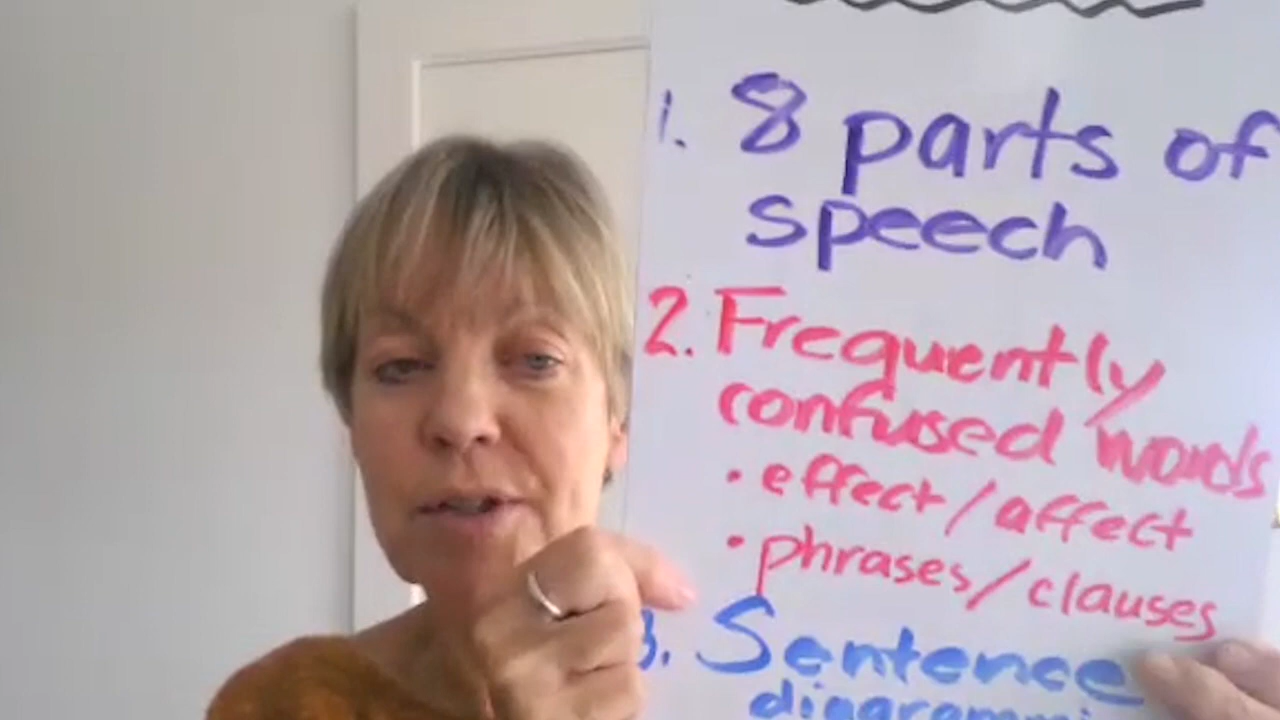 1. 8 parts of
speech
2. Frequently
confused words
• effect/affect
• phrases/clauses
3. Sentence